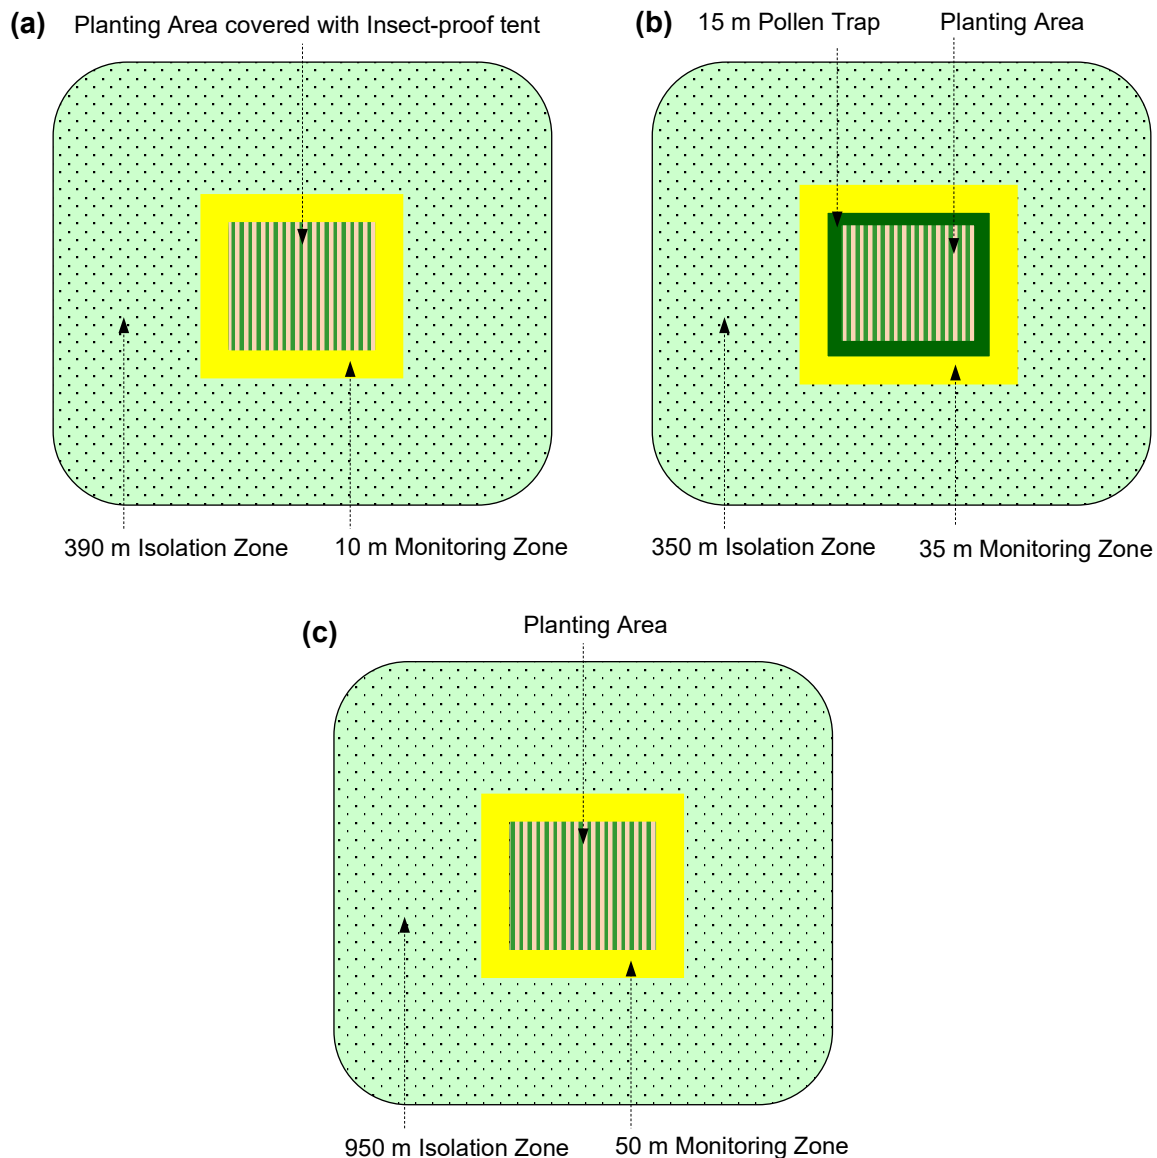 (a) Planting Area covered with Insect-proof tent
(b) 15 m Pollen Trap Planting Area
390 m Isolation Zone 10 m Monitoring Zone
350 m Isolation Zone 35 m Monitoring Zone
(c) Planting Area
950 m Isolation Zone 50 m Monitoring Zone